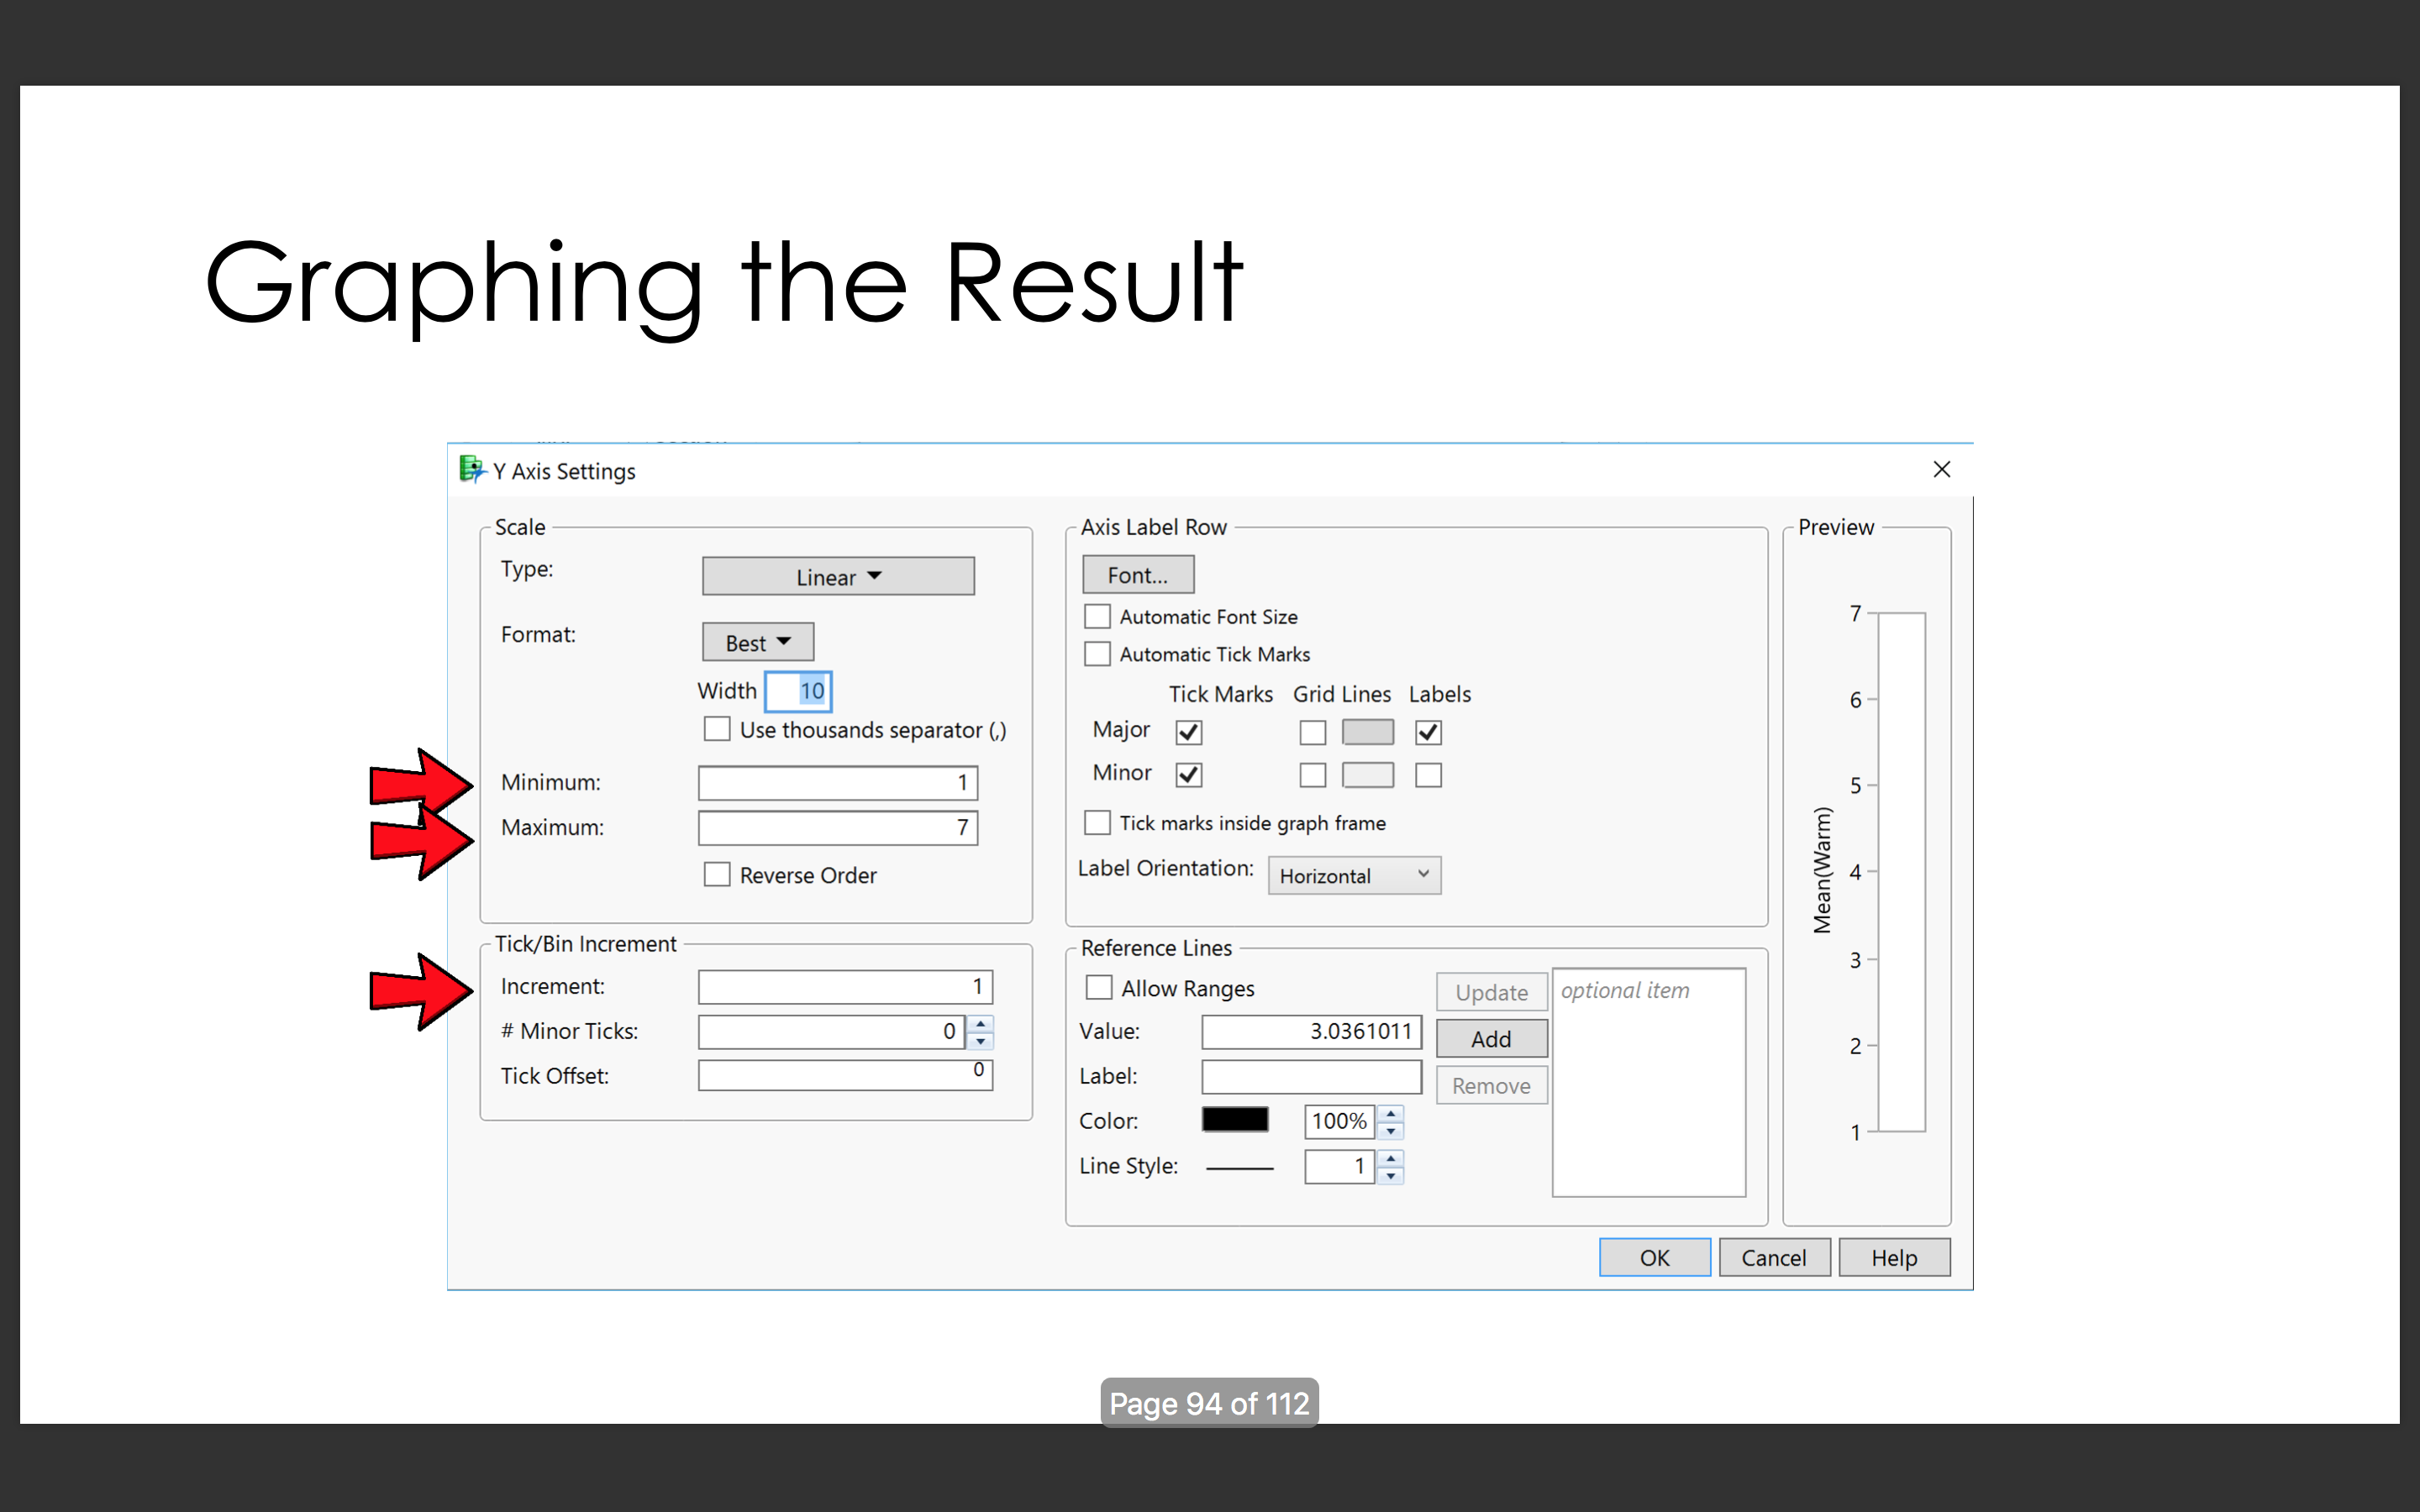 Graphing the Result
Y Axis Settings
Scale
Type:
Linear
Format:
Best
Width 10
Use thousands separator (,)
Minimum: 1
Maximum: 7
Reverse Order
Tick/Bin Increment
Increment: 1
# Minor Ticks: 0
Tick Offset: 0
Axis Label Row
Font...
Automatic Font Size
Automatic Tick Marks
Tick Marks Grid Lines Labels
Major
Minor
Tick marks inside graph frame
Label Orientation: Horizontal
Reference Lines
Allow Ranges
Value: 3.0361011
Label:
Color: 100%
Line Style: 1
Update
Add
Remove
optional item
Preview
Mean(Warm)
7
6
5
4
3
2
1
OK Cancel Help
Page 94 of 112